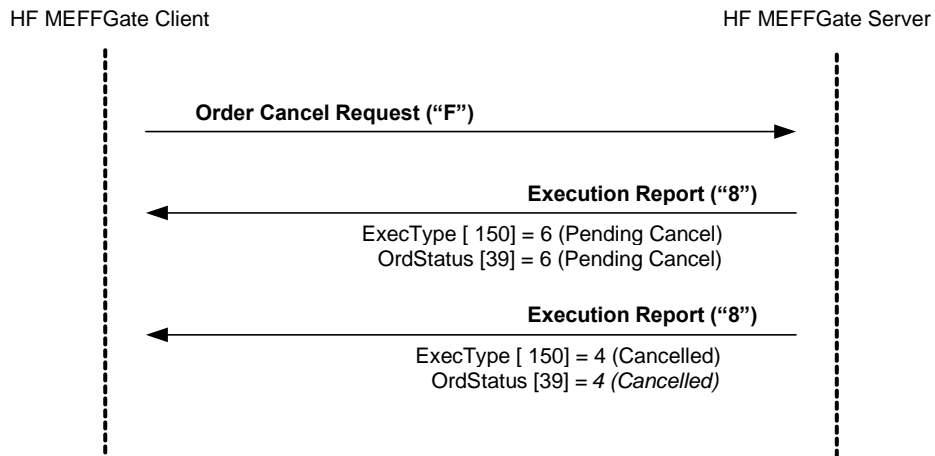 HF MEFFGate Client
HF MEFFGate Server
Order Cancel Request (“F”)
Execution Report (“8”)
ExecType [ 150] = 6 (Pending Cancel)
OrdStatus [39] = 6 (Pending Cancel)
Execution Report (“8”)
ExecType [ 150] = 4 (Cancelled)
OrdStatus [39] = 4 (Cancelled)